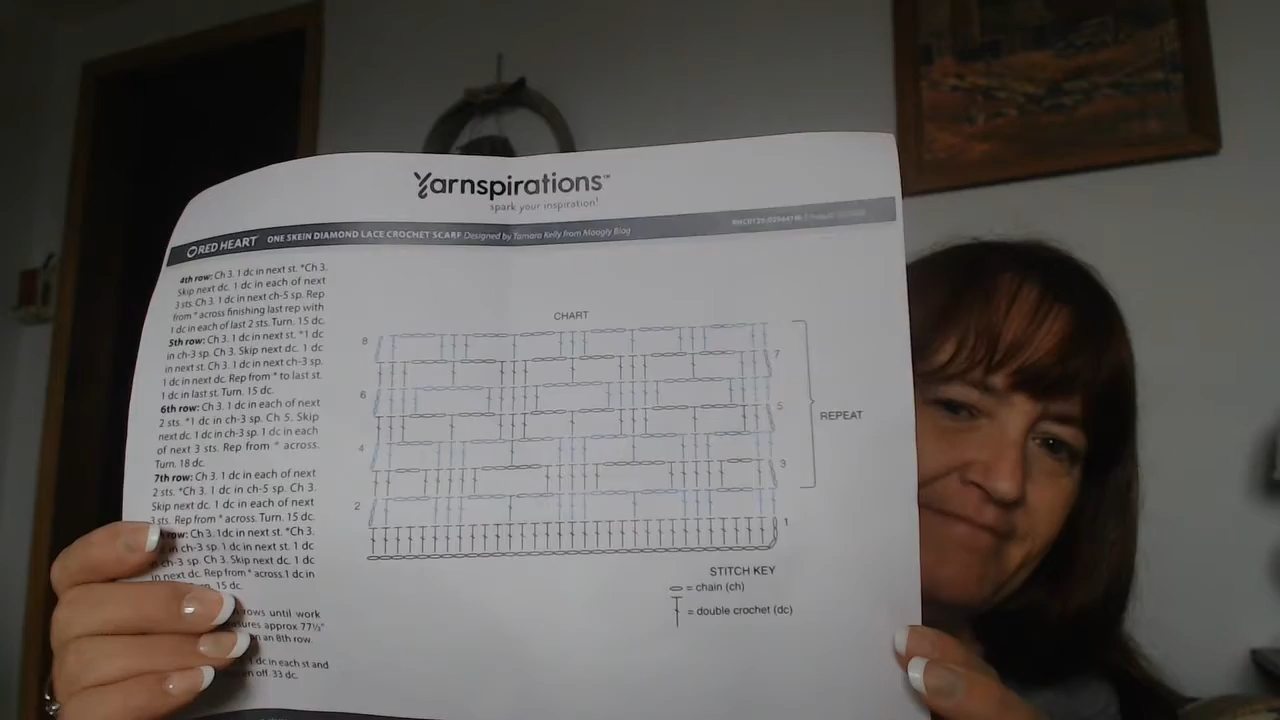 Yarnspirations™
spark your inspiration!
RED HEART ONE SKEIN DIAMOND LACE CROCHET SCARF Designed by Tamara Kelly from Moogly Blog
4th row: Ch 3. 1 dc in next st. *Ch 3.
Skip next dc. 1 dc in each of next
3 sts. Ch 3. 1 dc in next ch-5 sp. Rep
from * across finishing last rep with
1 dc in each of last 2 sts. Turn. 15 dc.
5th row: Ch 3. 1 dc in next st. *1 dc
in ch-3 sp. Ch 3. Skip next dc. 1 dc
in next st. Ch 3. 1 dc in next ch-3 sp.
1 dc in next dc. Rep from * to last st.
1 dc in last st. Turn. 15 dc.
6th row: Ch 3. 1 dc in each of next
2 sts. *1 dc in ch-3 sp. Ch 5. Skip
next dc. 1 dc in ch-3 sp. 1 dc in each
of next 3 sts. Rep from * across.
Turn. 18 dc.
7th row: Ch 3. 1 dc in each of next
2 sts. *Ch 3. 1 dc in ch-5 sp. Ch 3.
Skip next dc. 1 dc in each of next
3 sts. Rep from * across. Turn. 15 dc.
row: Ch 3. 1dc in next st. *Ch 3.
in ch-3 sp. 1 dc in next st. 1 dc
ch-3 sp. Ch 3. Skip next dc. 1 dc
in next dc. Rep from * across. 1 dc in
15 dc.
rows until work
approx 77½"
an 8th row.
1 dc in each st and
off. 33 dc.
CHART
8
7
6
5
REPEAT
4
3
2
1
STITCH KEY
= chain (ch)
= double crochet (dc)